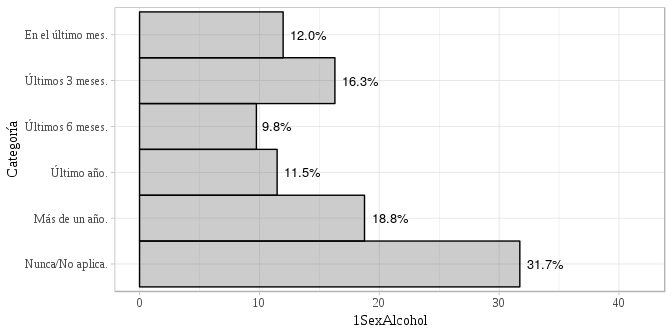 En el último mes.
12.0%
Últimos 3 meses.
16.3%
Últimos 6 meses.
9.8%
Último año.
11.5%
Más de un año.
18.8%
Nunca/No aplica.
31.7%
Categoría
0 10 20 30 40
1SexAlcohol